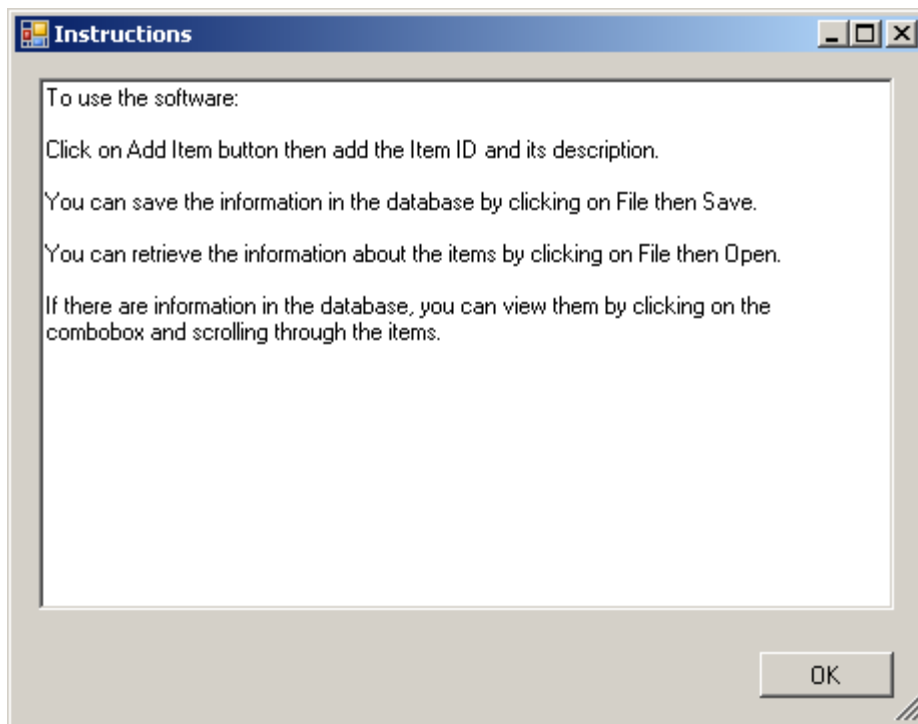 Instructions
To use the software:
Click on Add Item button then add the Item ID and its description.
You can save the information in the database by clicking on File then Save.
You can retrieve the information about the items by clicking on File then Open.
If there are information in the database, you can view them by clicking on the
combobox and scrolling through the items.
OK